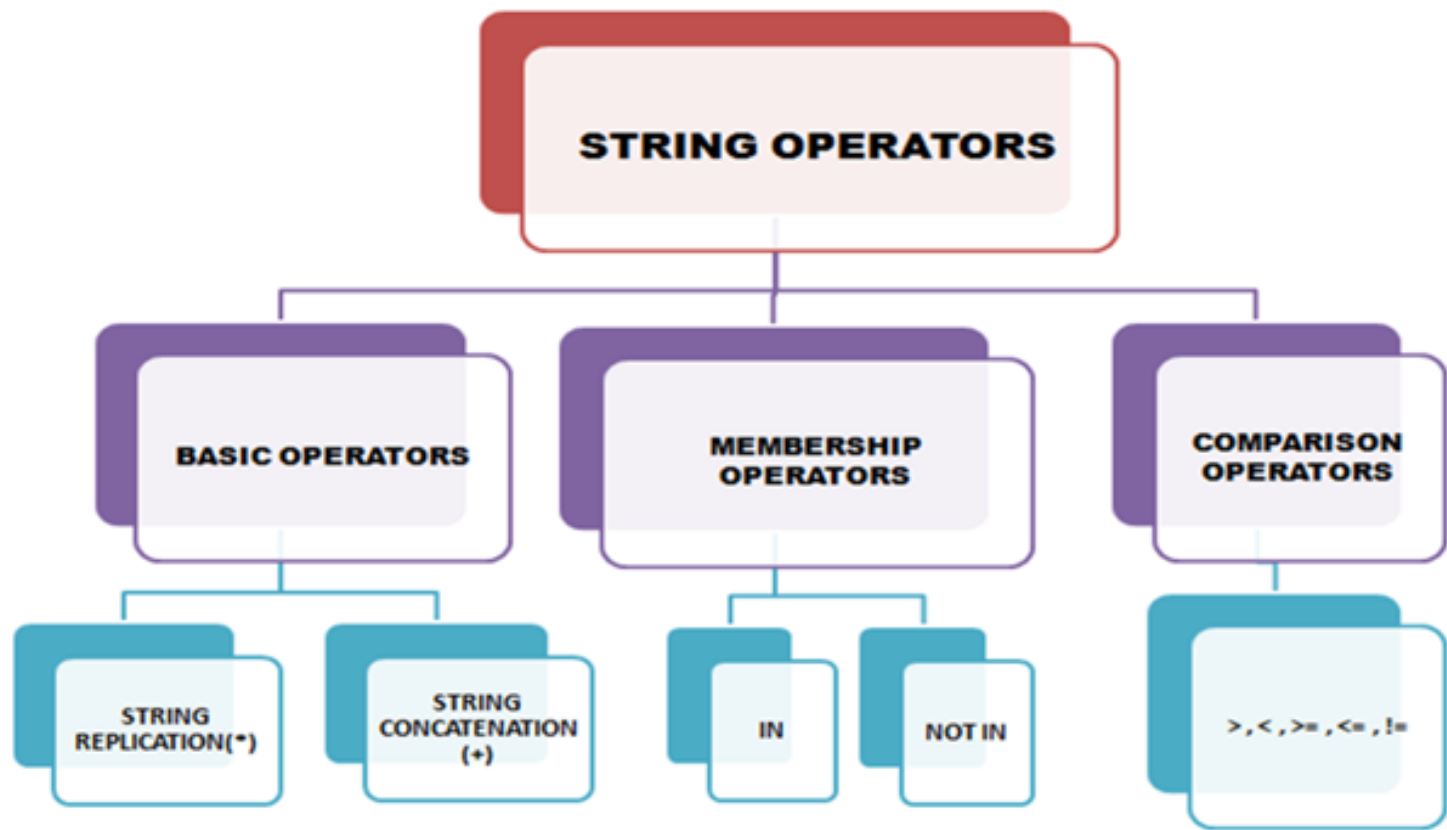 STRING OPERATORS
BASIC OPERATORS
MEMBERSHIP
OPERATORS
COMPARISON
OPERATORS
STRING
REPLICATION(*)
STRING
CONCATENATION
(+)
IN
NOT IN
>,<,>=,<=,!=